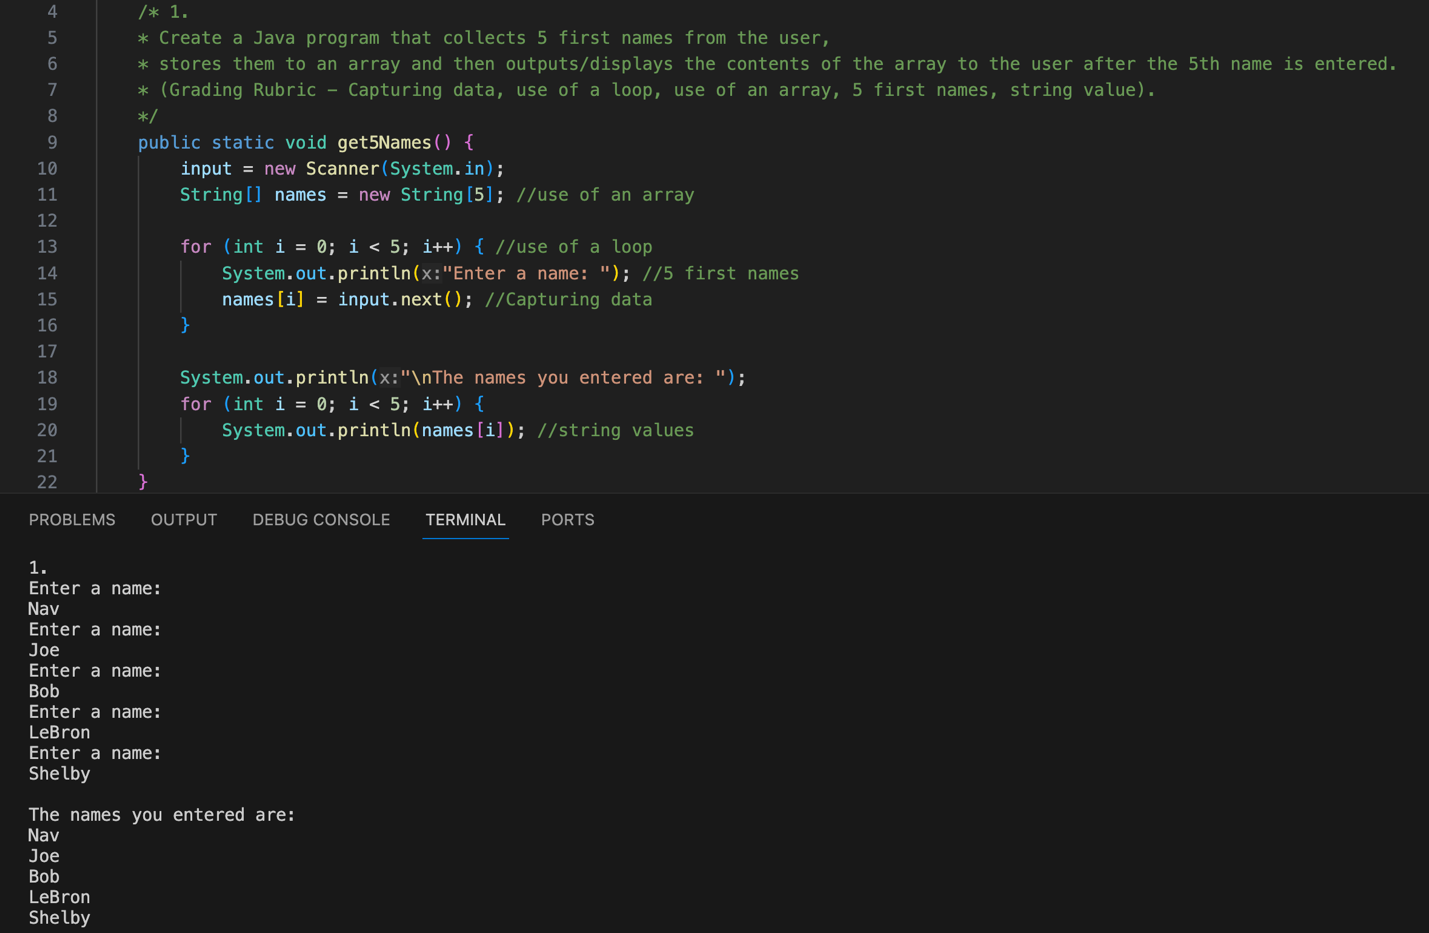 4 /* 1.
5 * Create a Java program that collects 5 first names from the user,
6 * stores them to an array and then outputs/displays the contents of the array to the user after the 5th name is entered.
7 * (Grading Rubric – Capturing data, use of a loop, use of an array, 5 first names, string value).
8 */
9 public static void get5Names() {
10 input = new Scanner(System.in);
11 String[] names = new String[5]; //use of an array
12
13 for (int i = 0; i < 5; i++) { //use of a loop
14 System.out.println(x:"Enter a name: "); //5 first names
15 names[i] = input.next(); //Capturing data
16 }
17
18 System.out.println(x:"\nThe names you entered are: ");
19 for (int i = 0; i < 5; i++) {
20 System.out.println(names[i]); //string values
21 }
22 }
PROBLEMS OUTPUT DEBUG CONSOLE TERMINAL PORTS
1.
Enter a name:
Nav
Enter a name:
Joe
Enter a name:
Bob
Enter a name:
LeBron
Enter a name:
Shelby
The names you entered are:
Nav
Joe
Bob
LeBron
Shelby